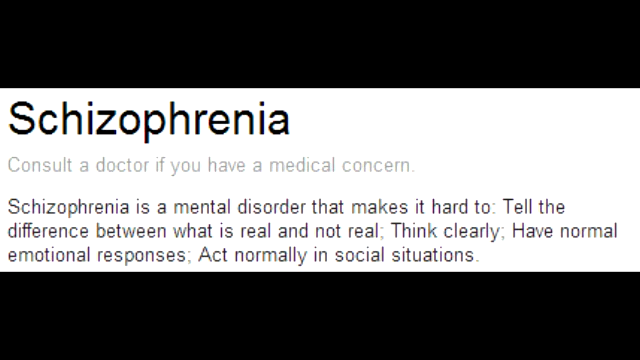 Schizophrenia
Consult a doctor if you have a medical concern.
Schizophrenia is a mental disorder that makes it hard to: Tell the
difference between what is real and not real; Think clearly; Have normal
emotional responses; Act normally in social situations.